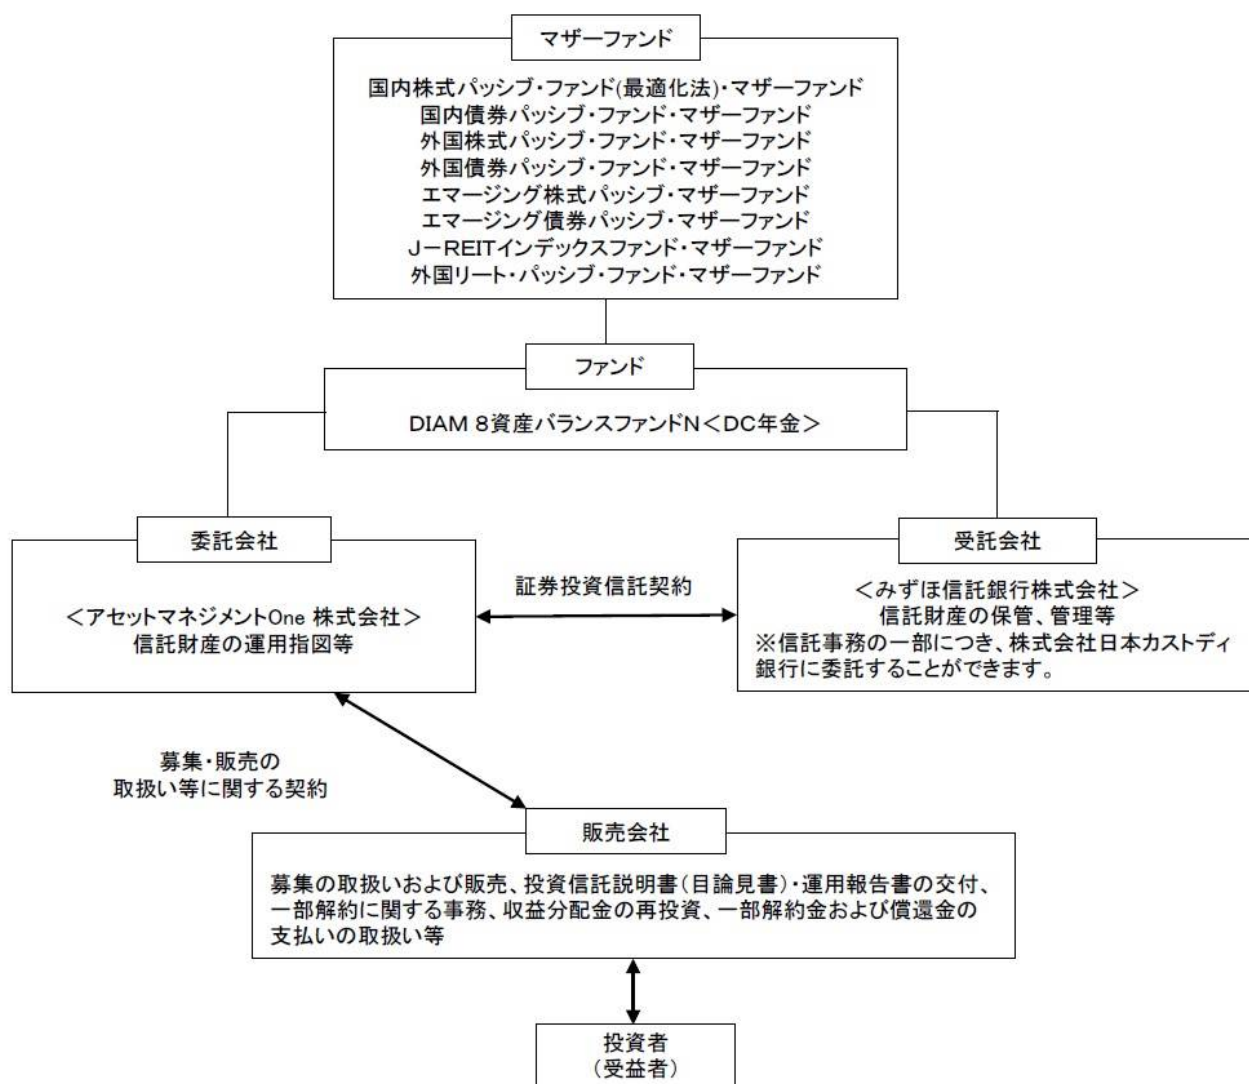 マザーファンド
国内株式パッシブ・ファンド(最適化法)・マザーファンド
国内債券パッシブ・ファンド・マザーファンド
外国株式パッシブ・ファンド・マザーファンド
外国債券パッシブ・ファンド・マザーファンド
エマージング株式パッシブ・マザーファンド
エマージング債券パッシブ・マザーファンド
J－REITインデックスファンド・マザーファンド
外国リート・パッシブ・ファンド・マザーファンド
ファンド
DIAM 8資産バランスファンドN＜DC年金＞
委託会社
＜アセットマネジメントOne 株式会社＞
信託財産の運用指図等
証券投資信託契約
受託会社
＜みずほ信託銀行株式会社＞
信託財産の保管、管理等
※信託事務の一部につき、株式会社日本カストディ
銀行に委託することができます。
募集・販売の
取扱い等に関する契約
販売会社
募集の取扱いおよび販売、投資信託説明書(目論見書)・運用報告書の交付、
一部解約に関する事務、収益分配金の再投資、一部解約金および償還金の
支払いの取扱い等
投資者
(受益者)